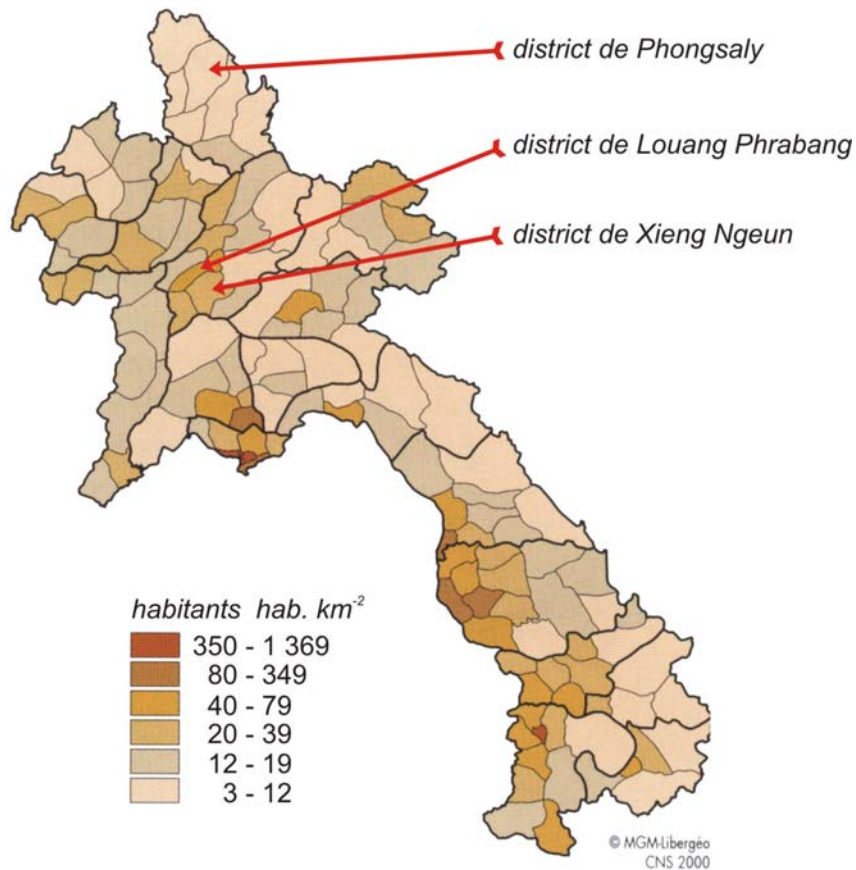 district de Phongsaly
district de Louang Phrabang
district de Xieng Ngeun
habitants hab. km-2
350 - 1 369
80 - 349
40 - 79
20 - 39
12 - 19
3 - 12
© MGM-Libergéo
CNS 2000